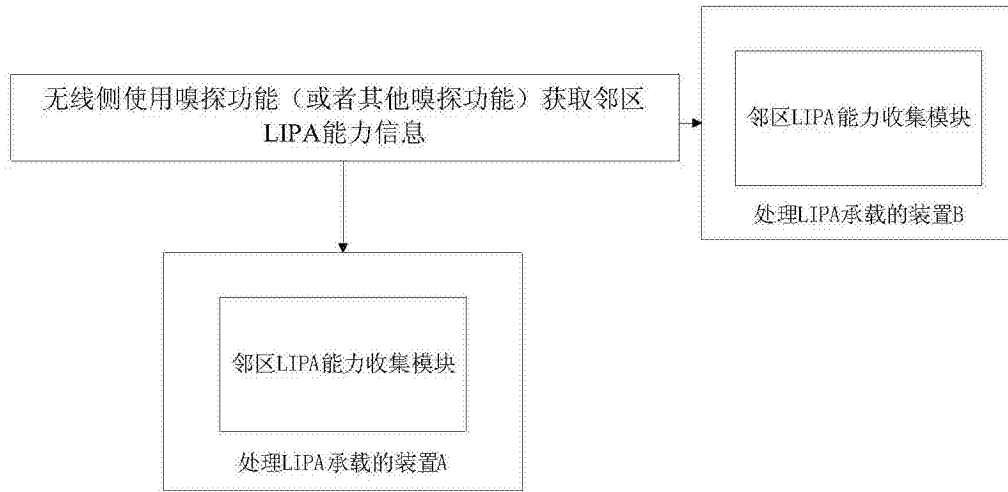 无线侧使用嗅探功能（或者其他嗅探功能）获取邻区
LIPA能力信息
邻区LIPA能力收集模块
处理LIPA承载的装置B
邻区LIPA能力收集模块
处理LIPA承载的装置A